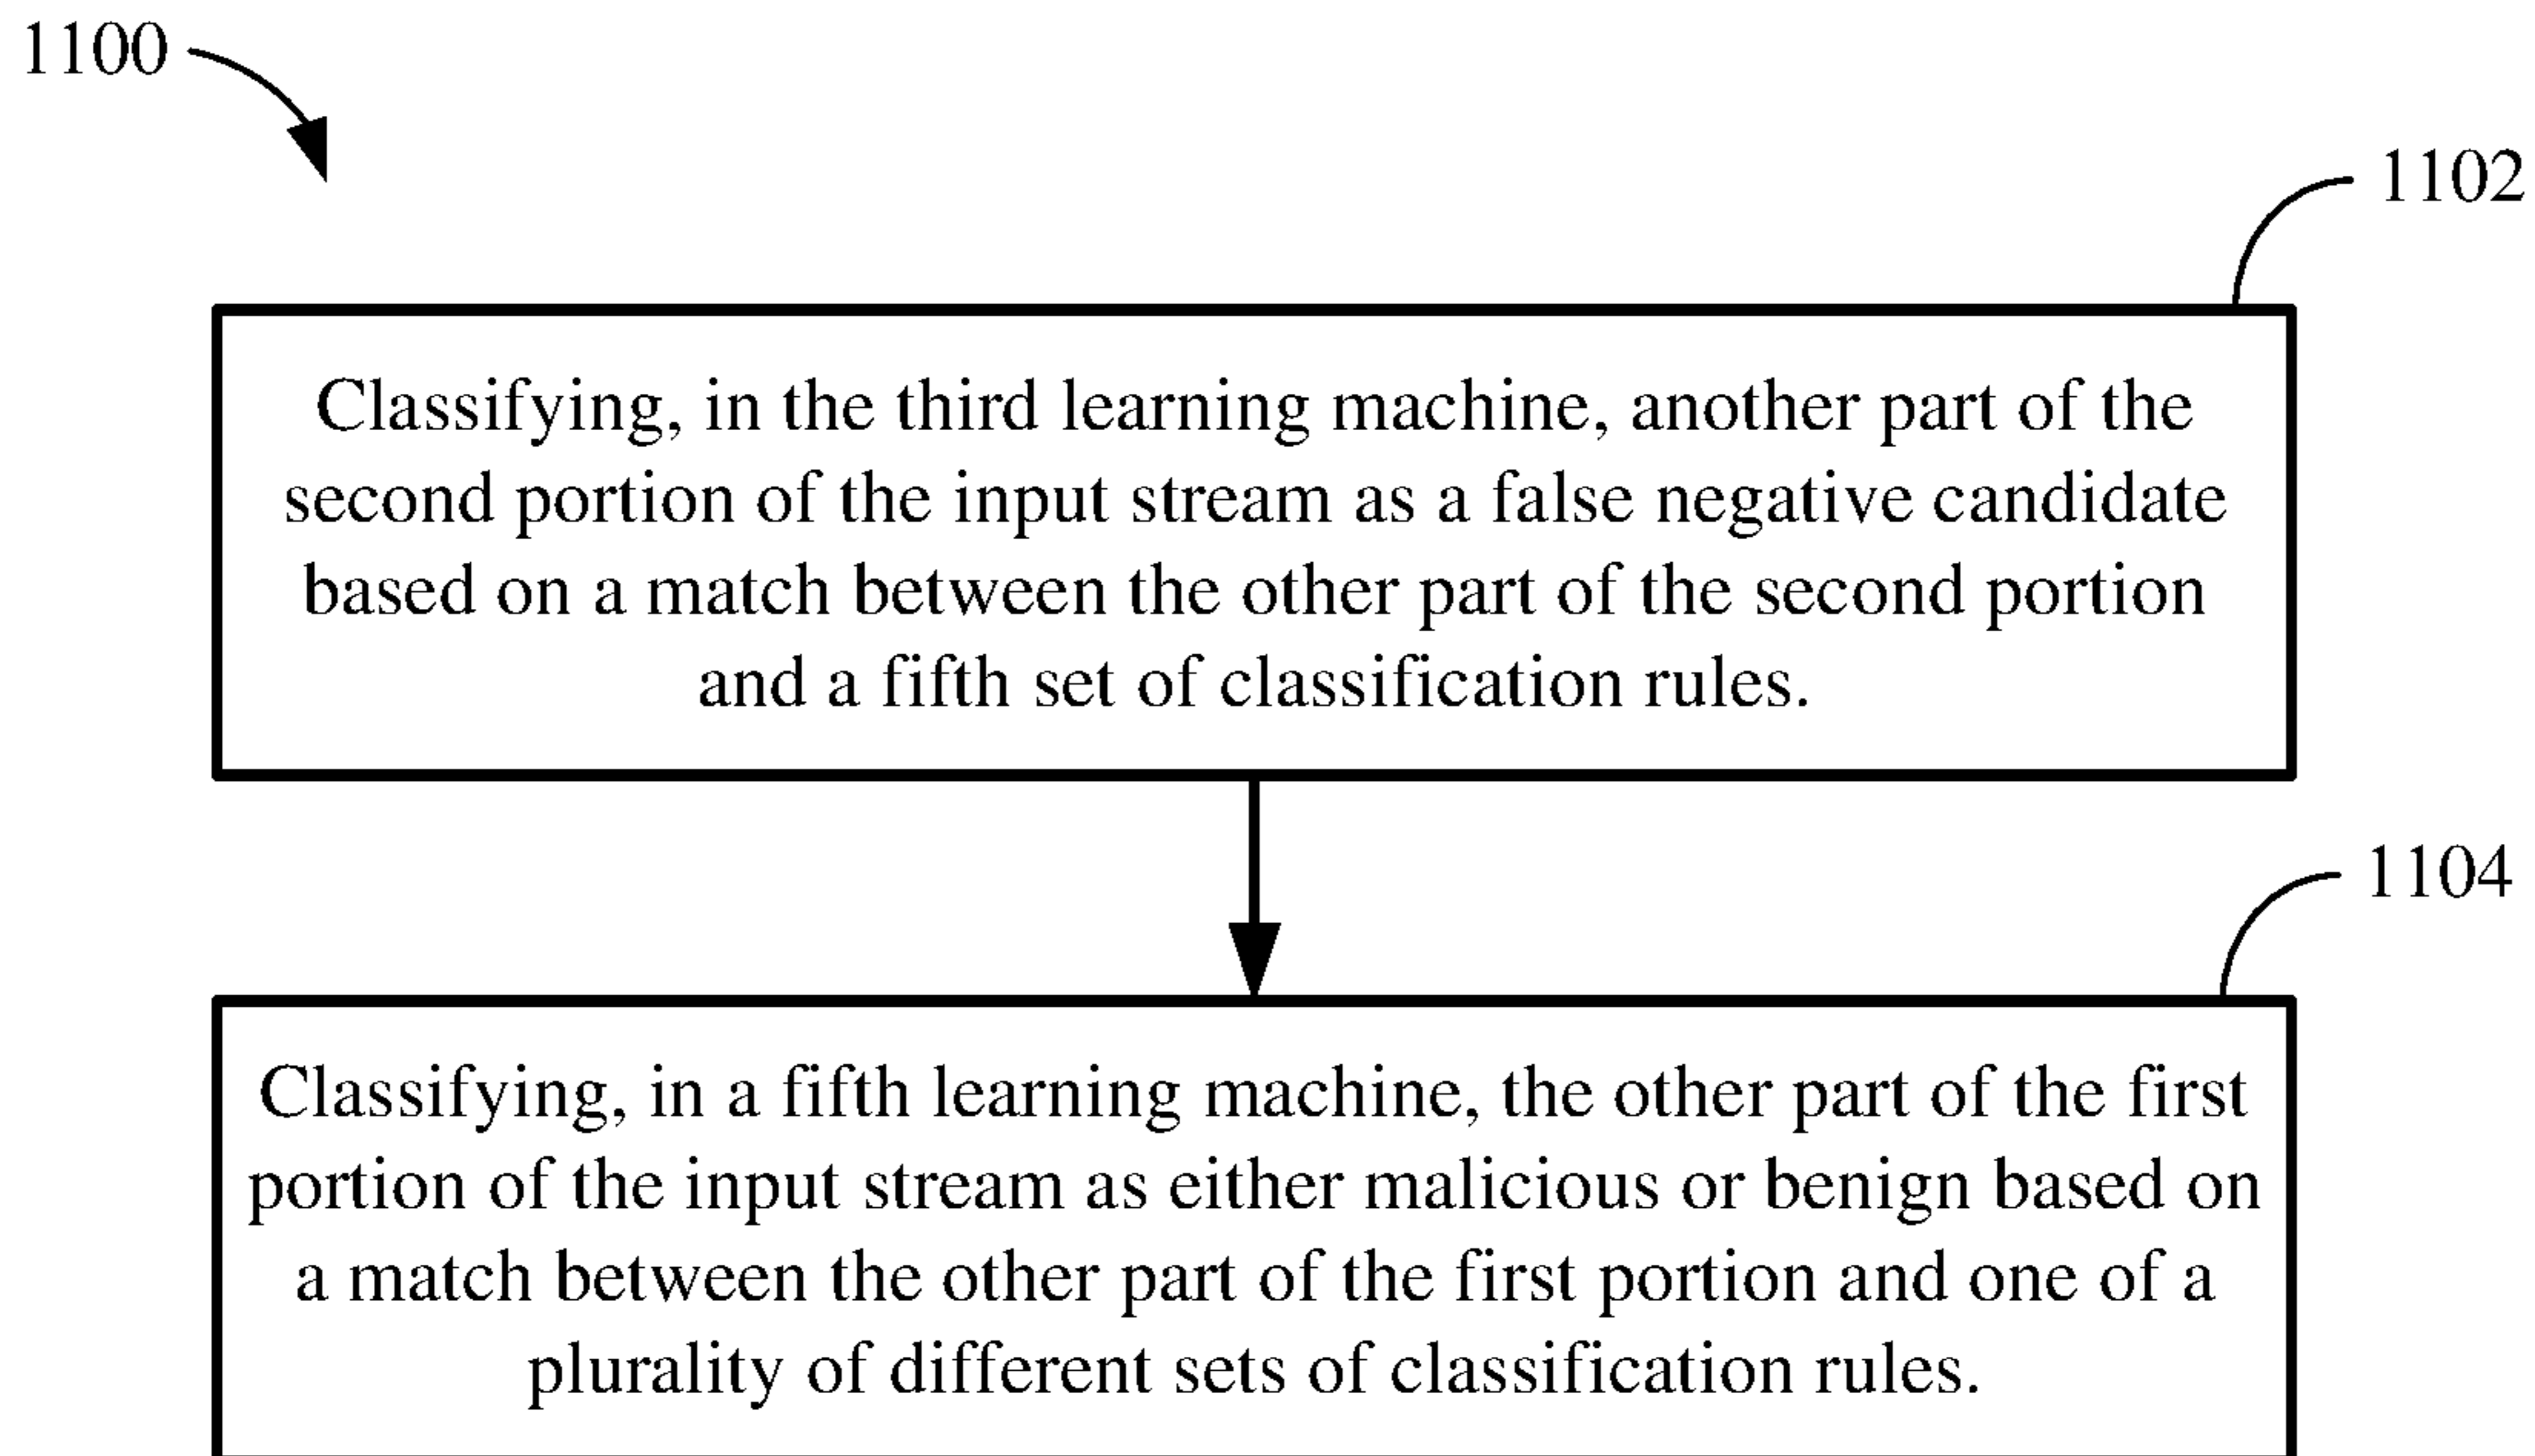 1100
1102
Classifying, in the third learning machine, another part of the
second portion of the input stream as a false negative candidate
based on a match between the other part of the second portion
and a fifth set of classification rules.
1104
Classifying, in a fifth learning machine, the other part of the first
portion of the input stream as either malicious or benign based on
a match between the other part of the first portion and one of a
plurality of different sets of classification rules.